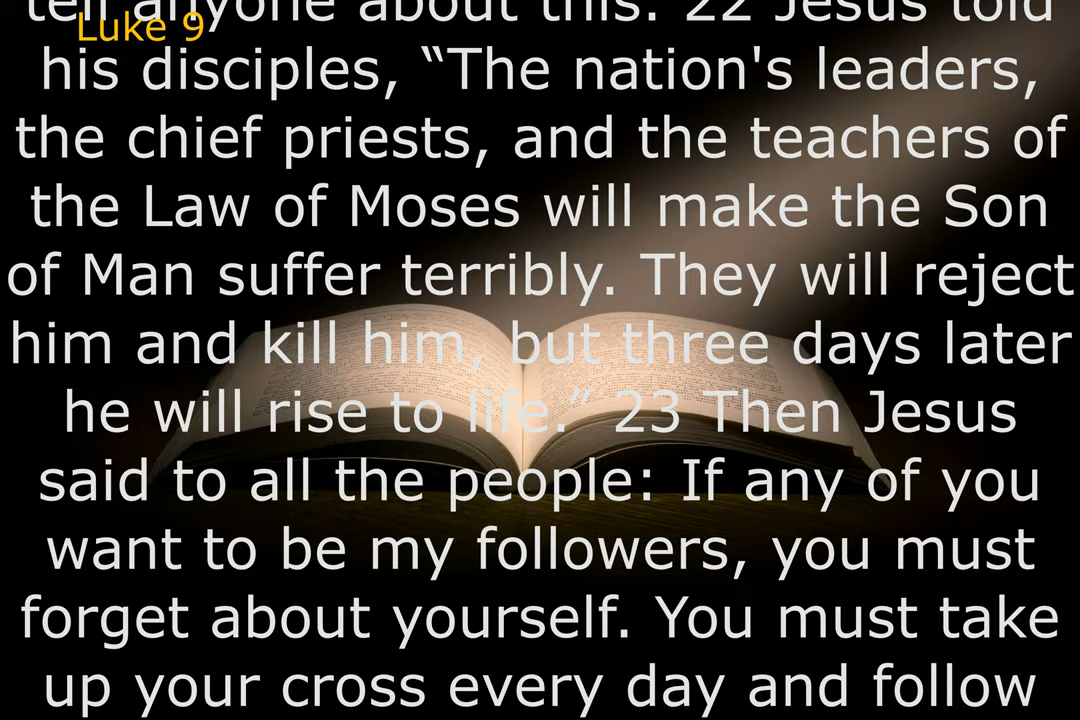 tell anyone about this. 22 Jesus told
Luke 9
his disciples, “The nation's leaders,
the chief priests, and the teachers of
the Law of Moses will make the Son
of Man suffer terribly. They will reject
him and kill him, but three days later
he will rise to life.” 23 Then Jesus
said to all the people: If any of you
want to be my followers, you must
forget about yourself. You must take
up your cross every day and follow